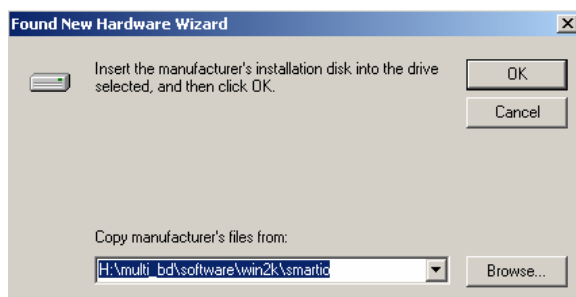 Found New Hardware Wizard
Insert the manufacturer's installation disk into the drive
selected, and then click OK.
OK
Cancel
Copy manufacturer's files from:
H:\multi_bd\software\win2k\smartio
Browse...